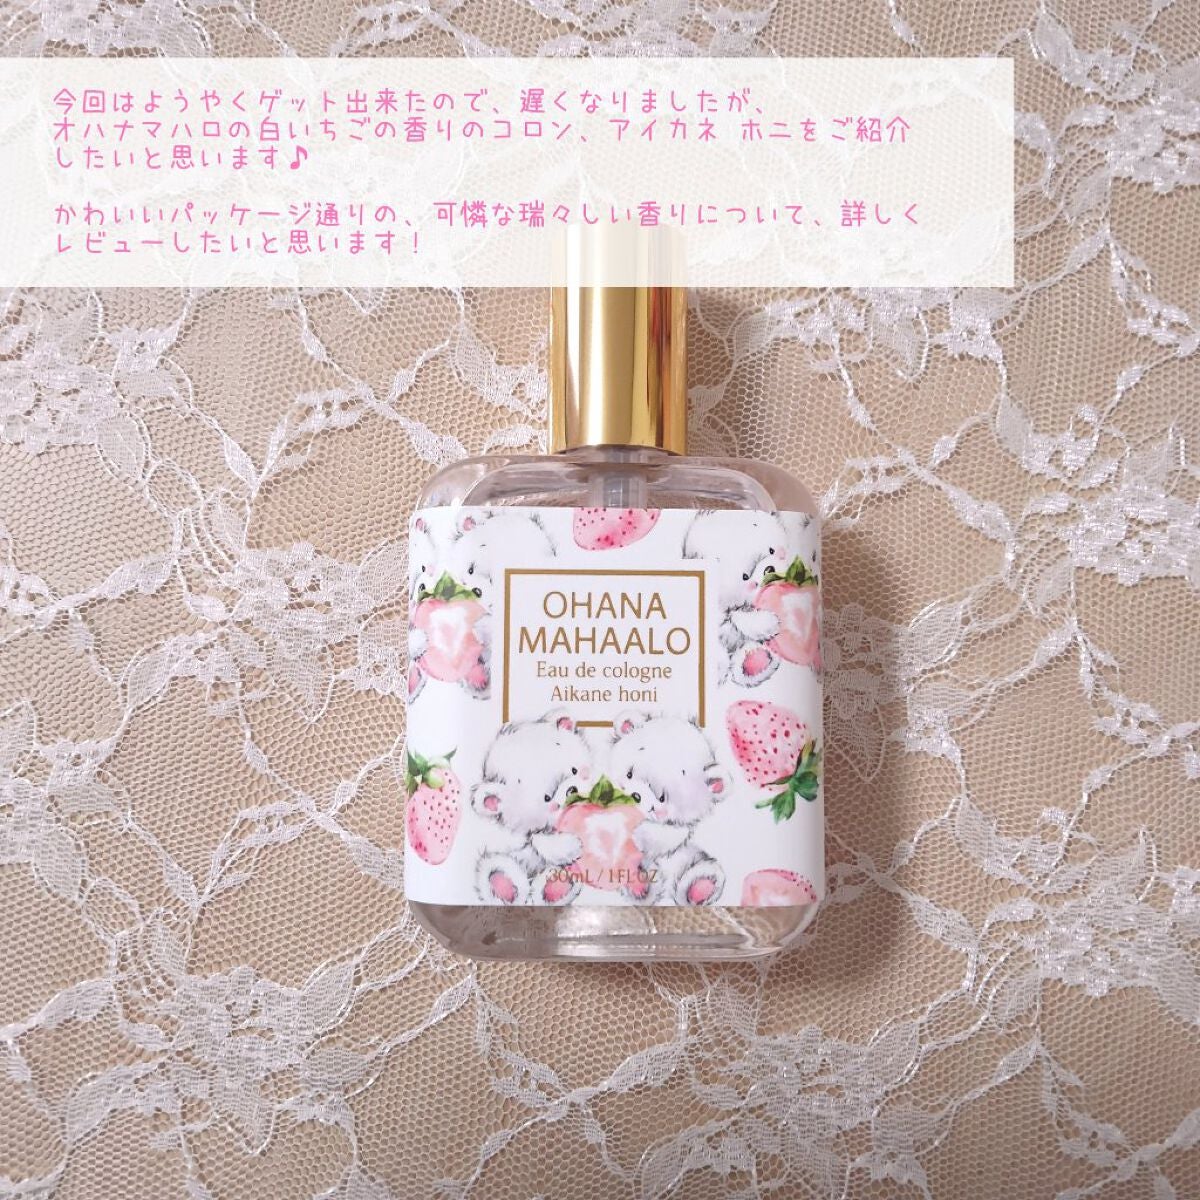 今回はようやくゲット出来たので、遅くなりましたが、
オハナマハロの白いちごの香りのコロン、アイカネ ホニをご紹介
したいと思います♪
かわいいパッケージ通りの、可憐な瑞々しい香りについて、詳しく
レビューしたいと思います！
OHANA
MAHAALO
Eau de cologne
Aikane honi
30mL / 1FL.OZ